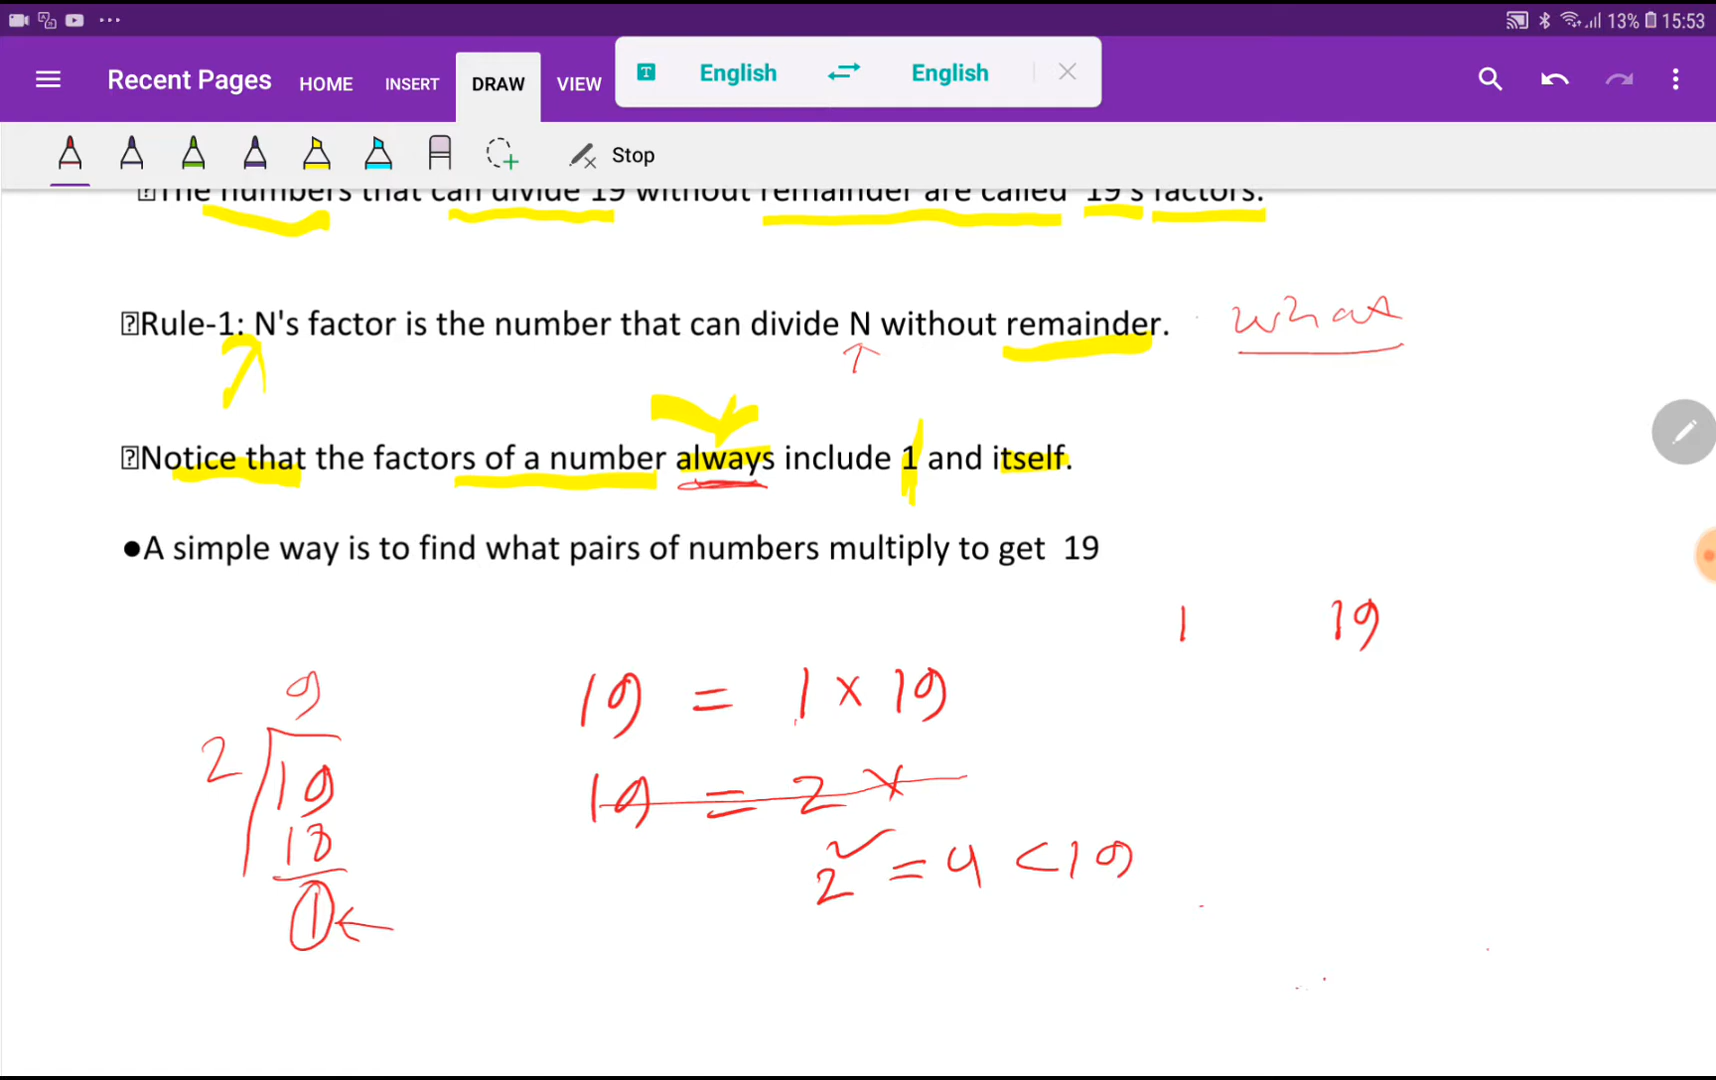 13% 15:53
Recent Pages HOME INSERT DRAW VIEW English English
Stop
The numbers that can divide 19 without remainder are called 19's factors.
Rule-1: N's factor is the number that can divide N without remainder. what
Notice that the factors of a number always include 1 and itself.
●A simple way is to find what pairs of numbers multiply to get 19
1 19
19 = 1 × 19
9
2 19
18
1
19 = 2 ×
2² = 4 < 19